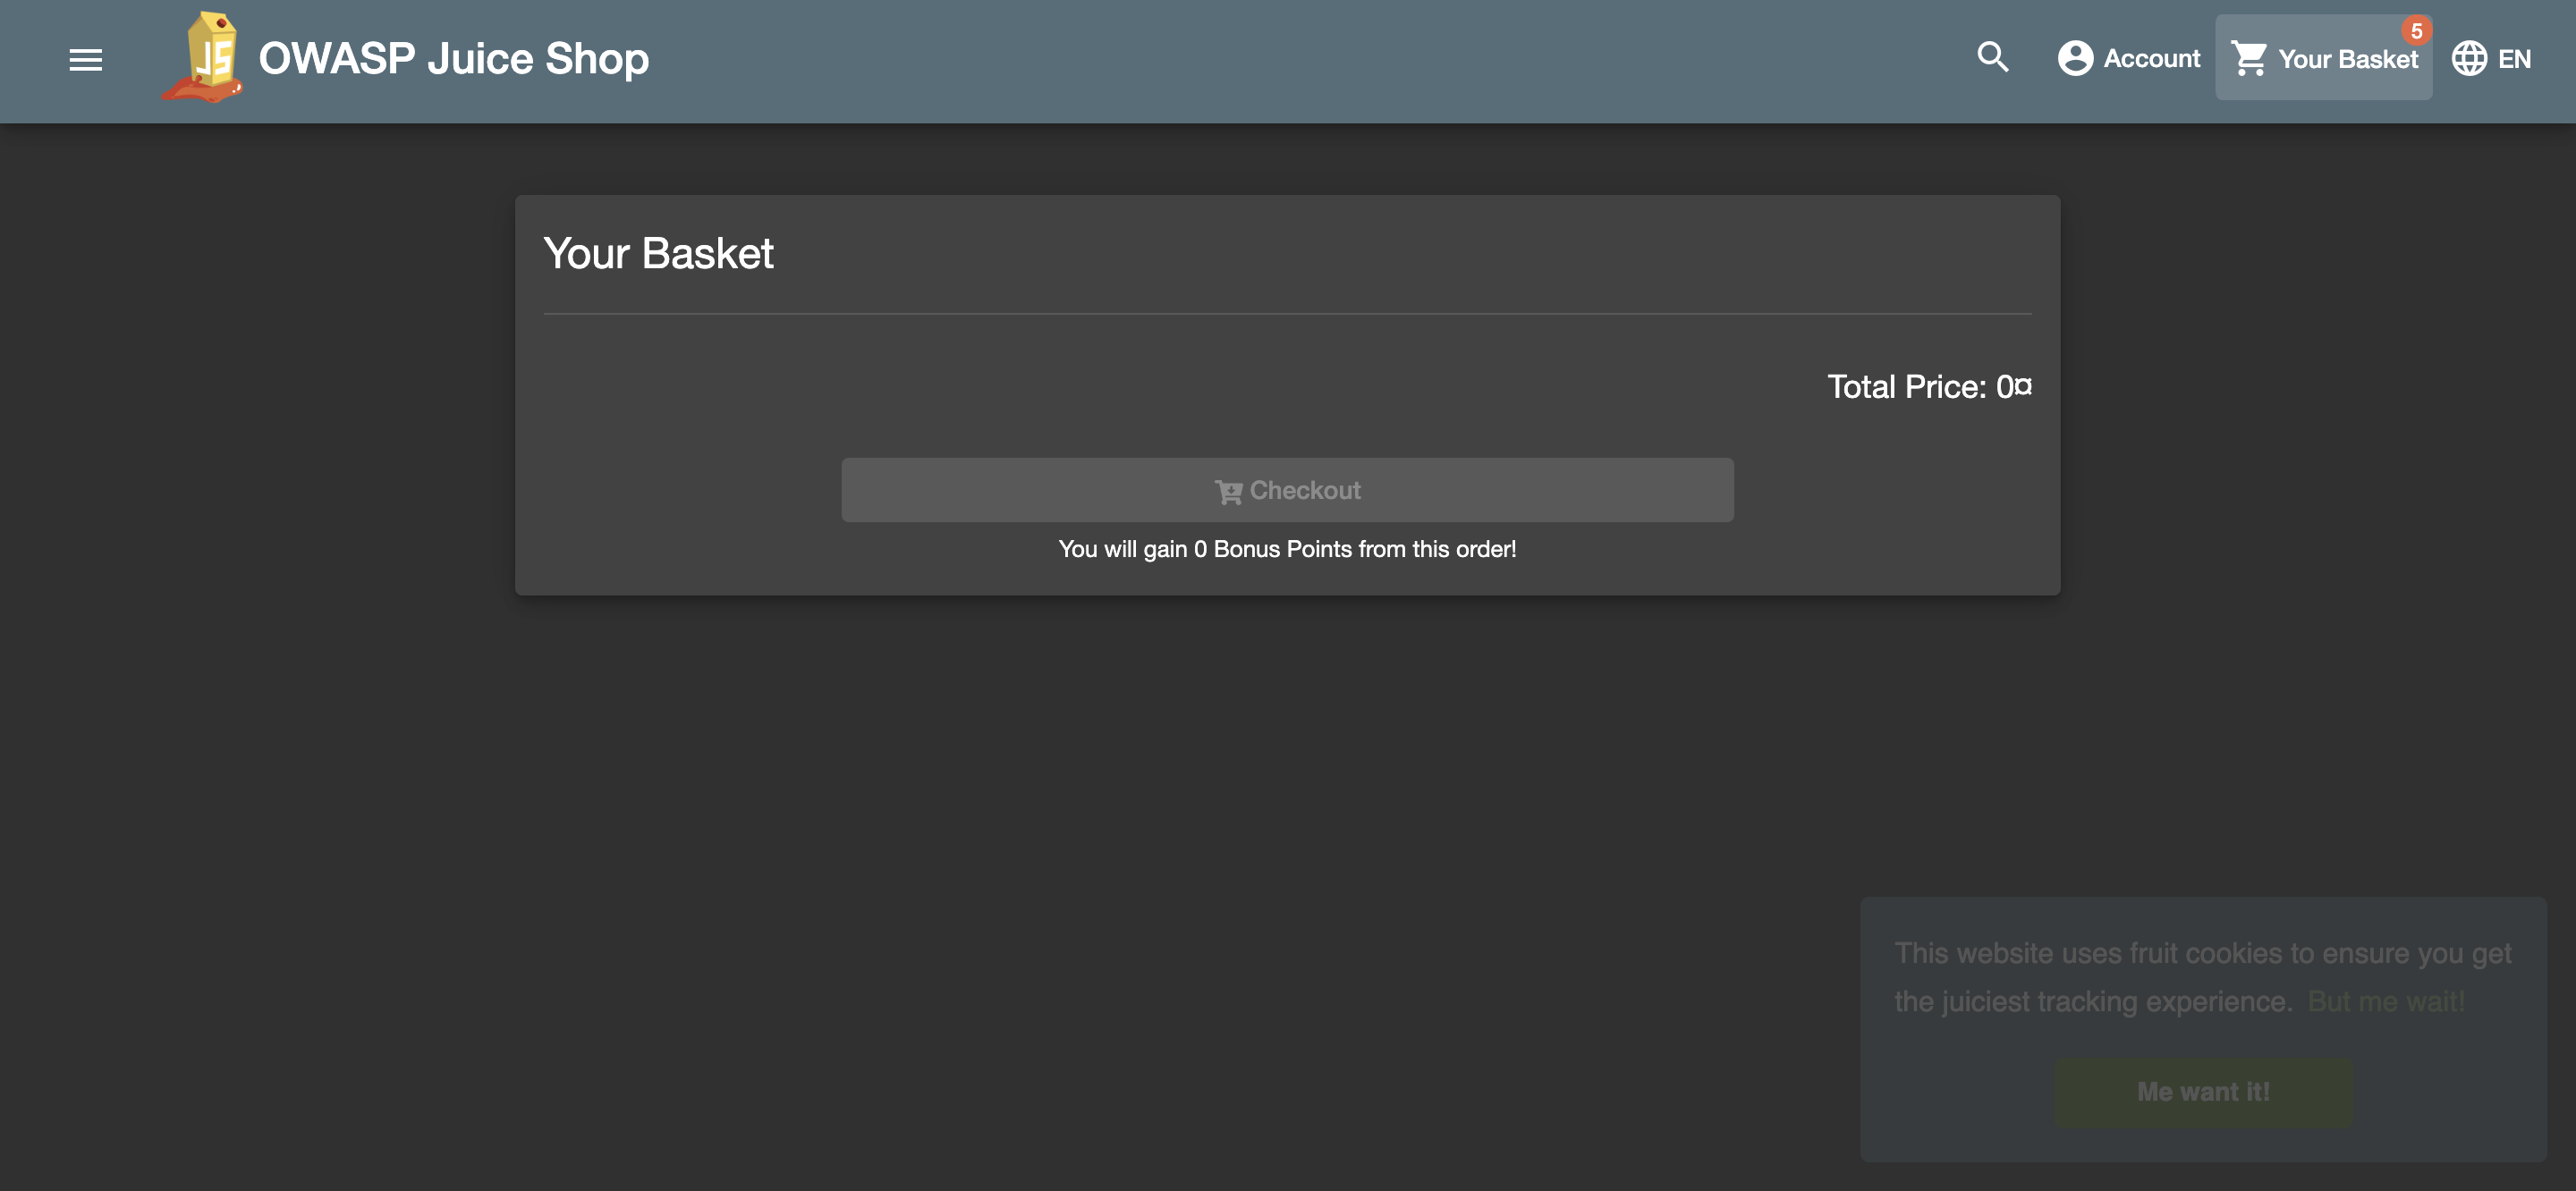 JS OWASP Juice Shop
Account
Your Basket 5
EN
Your Basket
Total Price: 0¤
Checkout
You will gain 0 Bonus Points from this order!
This website uses fruit cookies to ensure you get
the juiciest tracking experience. But me wait!
Me want it!